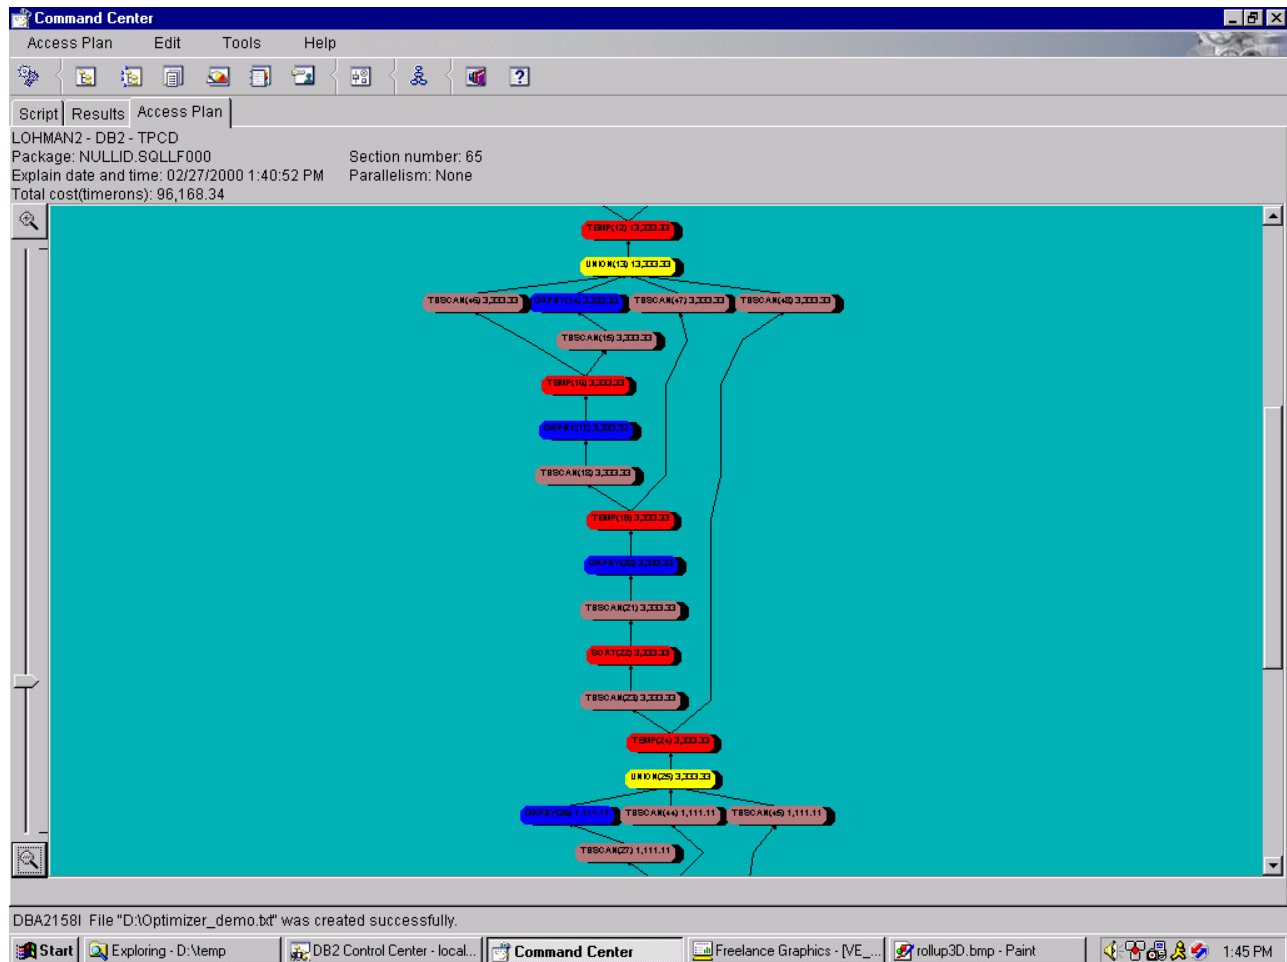 Command Center
Access Plan Edit Tools Help
Script Results Access Plan
LOHMAN2 - DB2 - TPCD
Package: NULLID.SQLLF000 Section number: 65
Explain date and time: 02/27/2000 1:40:52 PM Parallelism: None
Total cost(timerons): 96,168.34
TEMP(12) 13,333.33
UNION(13) 13,333.33
TBSCAN(46) 3,333.33 GRPBY(14) 3,333.33 TBSCAN(47) 3,333.33 TBSCAN(48) 3,333.33
TBSCAN(15) 3,333.33
TEMP(16) 3,333.33
GRPBY(17) 3,333.33
TBSCAN(18) 3,333.33
TEMP(19) 3,333.33
GRPBY(20) 3,333.33
TBSCAN(21) 3,333.33
SORT(22) 3,333.33
TBSCAN(23) 3,333.33
TEMP(24) 3,333.33
UNION(25) 3,333.33
GRPBY(26) 1,111.11 TBSCAN(44) 1,111.11 TBSCAN(45) 1,111.11
TBSCAN(27) 1,111.11
DBA2158I File "D:\Optimizer_demo.txt" was created successfully.
Start Exploring - D:\temp DB2 Control Center - local... Command Center Freelance Graphics - [VE_... rollup3D.bmp - Paint 1:45 PM